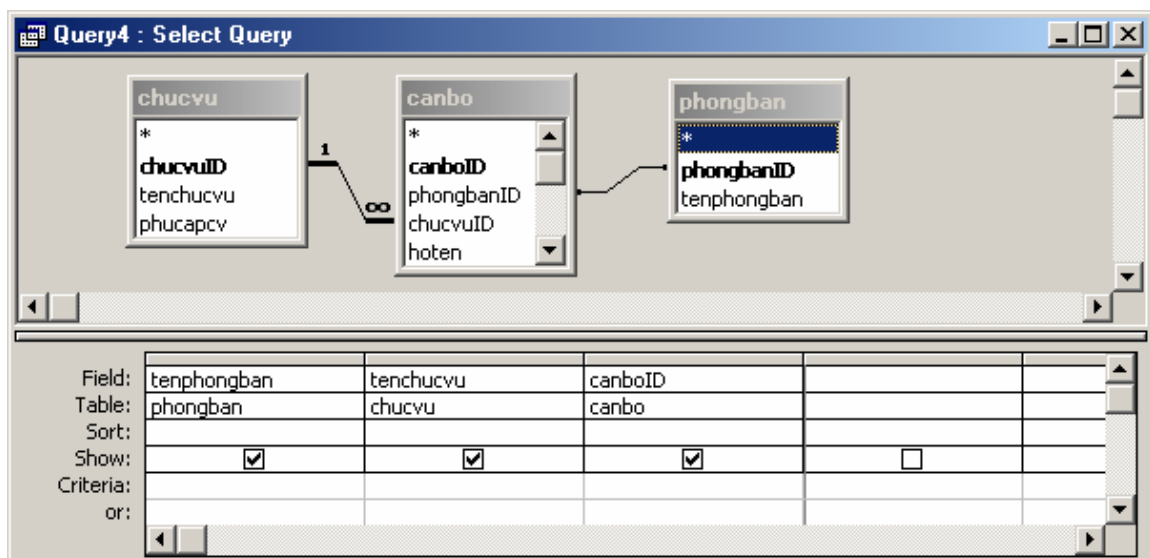 Query4 : Select Query
chucvu
*
chucvuID
tenchucvu
phucapcv
1
∞
canbo
*
canboID
phongbanID
chucvuID
hoten
phongban
*
phongbanID
tenphongban
Field: tenphongban tenchucvu canboID
Table: phongban chucvu canbo
Sort:
Show:
Criteria:
or: